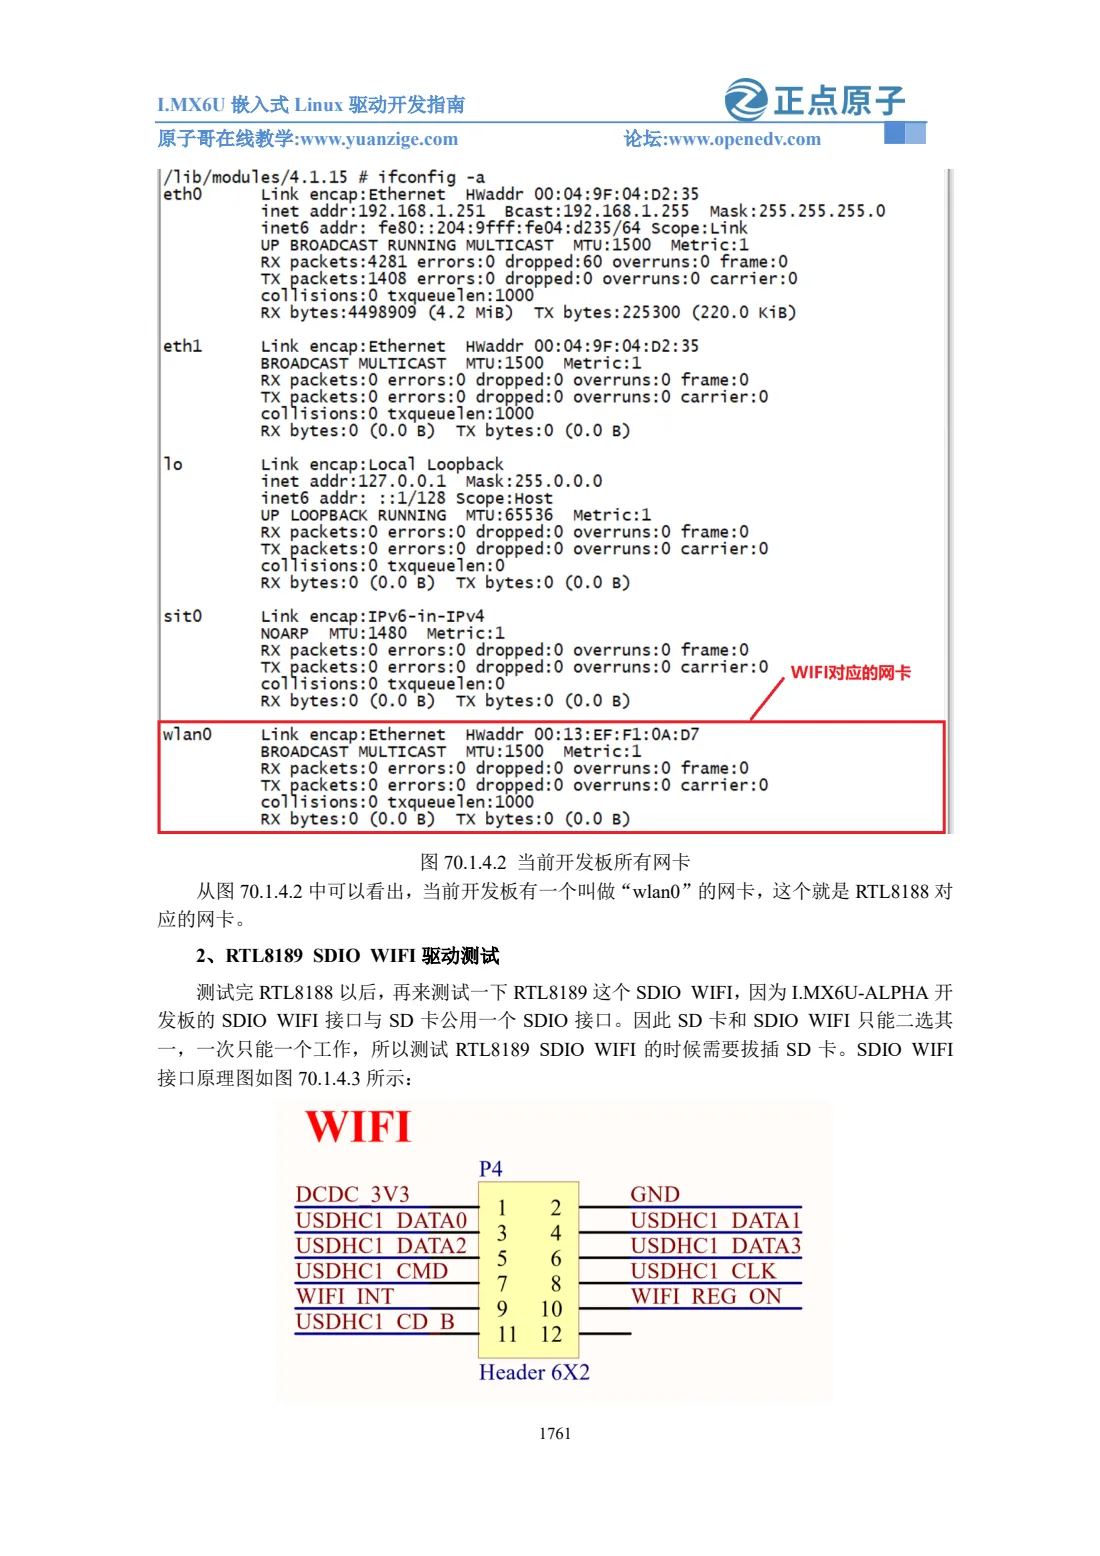 I.MX6U 嵌入式 Linux 驱动开发指南
正点原子
原子哥在线教学:www.yuanzige.com 论坛:www.openedv.com
/lib/modules/4.1.15 # ifconfig -a
eth0 Link encap:Ethernet HWaddr 00:04:9F:04:D2:35
inet addr:192.168.1.251 Bcast:192.168.1.255 Mask:255.255.255.0
inet6 addr: fe80::204:9fff:fe04:d235/64 Scope:Link
UP BROADCAST RUNNING MULTICAST MTU:1500 Metric:1
RX packets:4281 errors:0 dropped:60 overruns:0 frame:0
TX packets:1408 errors:0 dropped:0 overruns:0 carrier:0
collisions:0 txqueuelen:1000
RX bytes:4498909 (4.2 MiB) TX bytes:225300 (220.0 KiB)
eth1 Link encap:Ethernet HWaddr 00:04:9F:04:D2:35
BROADCAST MULTICAST MTU:1500 Metric:1
RX packets:0 errors:0 dropped:0 overruns:0 frame:0
TX packets:0 errors:0 dropped:0 overruns:0 carrier:0
collisions:0 txqueuelen:1000
RX bytes:0 (0.0 B) TX bytes:0 (0.0 B)
lo Link encap:Local Loopback
inet addr:127.0.0.1 Mask:255.0.0.0
inet6 addr: ::1/128 Scope:Host
UP LOOPBACK RUNNING MTU:65536 Metric:1
RX packets:0 errors:0 dropped:0 overruns:0 frame:0
TX packets:0 errors:0 dropped:0 overruns:0 carrier:0
collisions:0 txqueuelen:0
RX bytes:0 (0.0 B) TX bytes:0 (0.0 B)
sit0 Link encap:IPv6-in-IPv4
NOARP MTU:1480 Metric:1
RX packets:0 errors:0 dropped:0 overruns:0 frame:0
TX packets:0 errors:0 dropped:0 overruns:0 carrier:0
WIFI对应的网卡
collisions:0 txqueuelen:0
RX bytes:0 (0.0 B) TX bytes:0 (0.0 B)
wlan0 Link encap:Ethernet HWaddr 00:13:EF:F1:0A:D7
BROADCAST MULTICAST MTU:1500 Metric:1
RX packets:0 errors:0 dropped:0 overruns:0 frame:0
TX packets:0 errors:0 dropped:0 overruns:0 carrier:0
collisions:0 txqueuelen:1000
RX bytes:0 (0.0 B) TX bytes:0 (0.0 B)
图 70.1.4.2 当前开发板所有网卡
从图 70.1.4.2 中可以看出，当前开发板有一个叫做“wlan0”的网卡，这个就是 RTL8188 对
应的网卡。
2、RTL8189 SDIO WIFI 驱动测试
测试完 RTL8188 以后，再来测试一下 RTL8189 这个 SDIO WIFI，因为 I.MX6U-ALPHA 开
发板的 SDIO WIFI 接口与 SD 卡公用一个 SDIO 接口。因此 SD 卡和 SDIO WIFI 只能二选其
一，一次只能一个工作，所以测试 RTL8189 SDIO WIFI 的时候需要拔插 SD 卡。SDIO WIFI
接口原理图如图 70.1.4.3 所示：
WIFI
P4
DCDC_3V3 1 2 GND
USDHC1_DATA0 3 4 USDHC1_DATA1
USDHC1_DATA2 5 6 USDHC1_DATA3
USDHC1_CMD 7 8 USDHC1_CLK
WIFI_INT 9 10 WIFI_REG_ON
USDHC1_CD_B 11 12
Header 6X2
1761